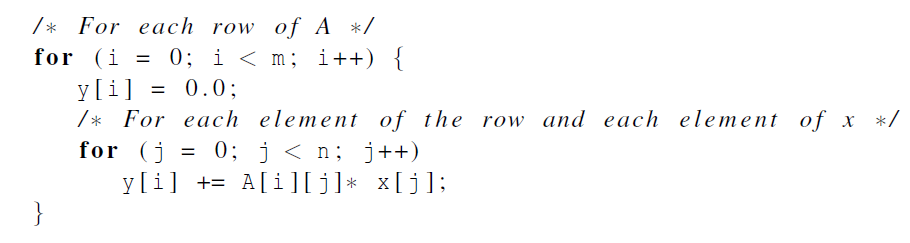 /* For each row of A */
for (i = 0; i < m; i++) {
y[i] = 0.0;
/* For each element of the row and each element of x */
for (j = 0; j < n; j++)
y[i] += A[i][j]* x[j];
}